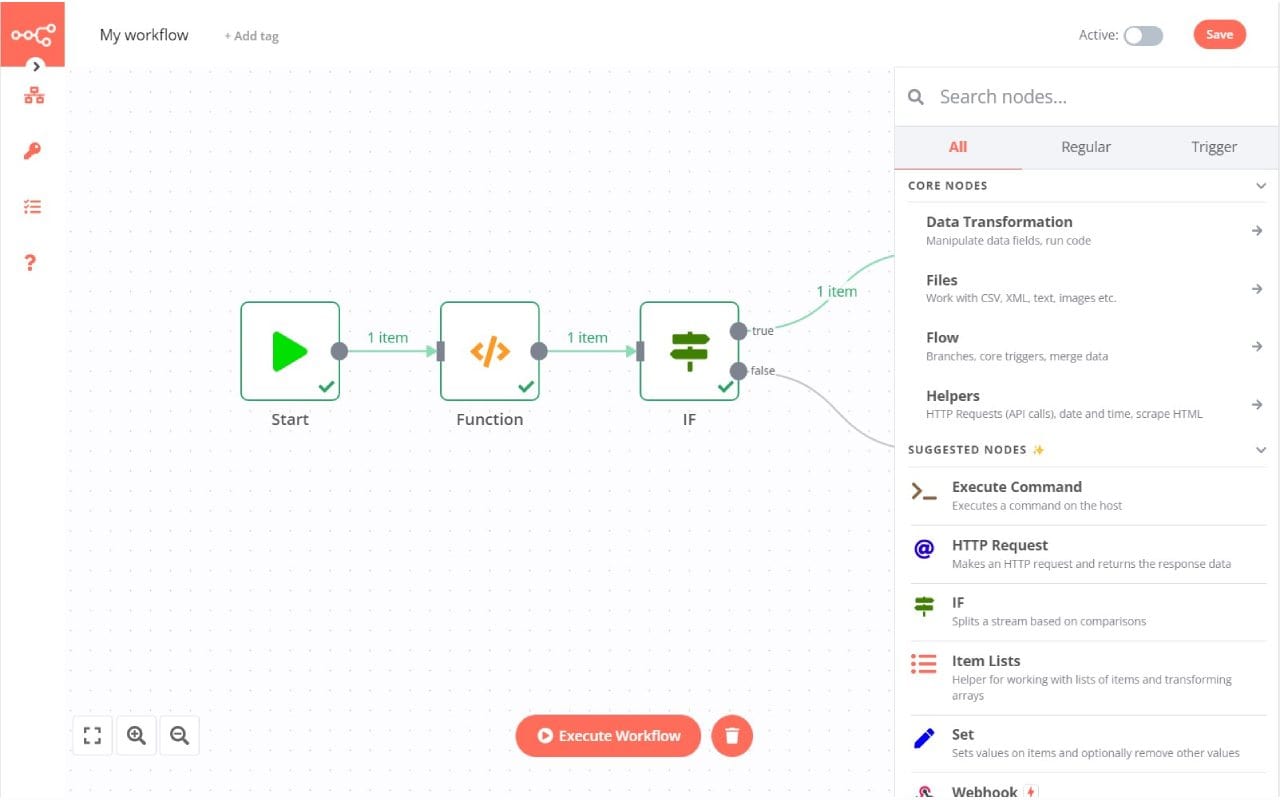 My workflow
+ Add tag
Active:
Save
Search nodes...
All
Regular
Trigger
CORE NODES
Data Transformation
Manipulate data fields, run code
Files
Work with CSV, XML, text, images etc.
Flow
Branches, core triggers, merge data
Helpers
HTTP Requests (API calls), date and time, scrape HTML
SUGGESTED NODES ✨
Execute Command
Executes a command on the host
HTTP Request
Makes an HTTP request and returns the response data
IF
Splits a stream based on comparisons
Item Lists
Helper for working with lists of items and transforming
arrays
Set
Sets values on items and optionally remove other values
Webhook
1 item
1 item
1 item
true
false
Start
Function
IF
Execute Workflow